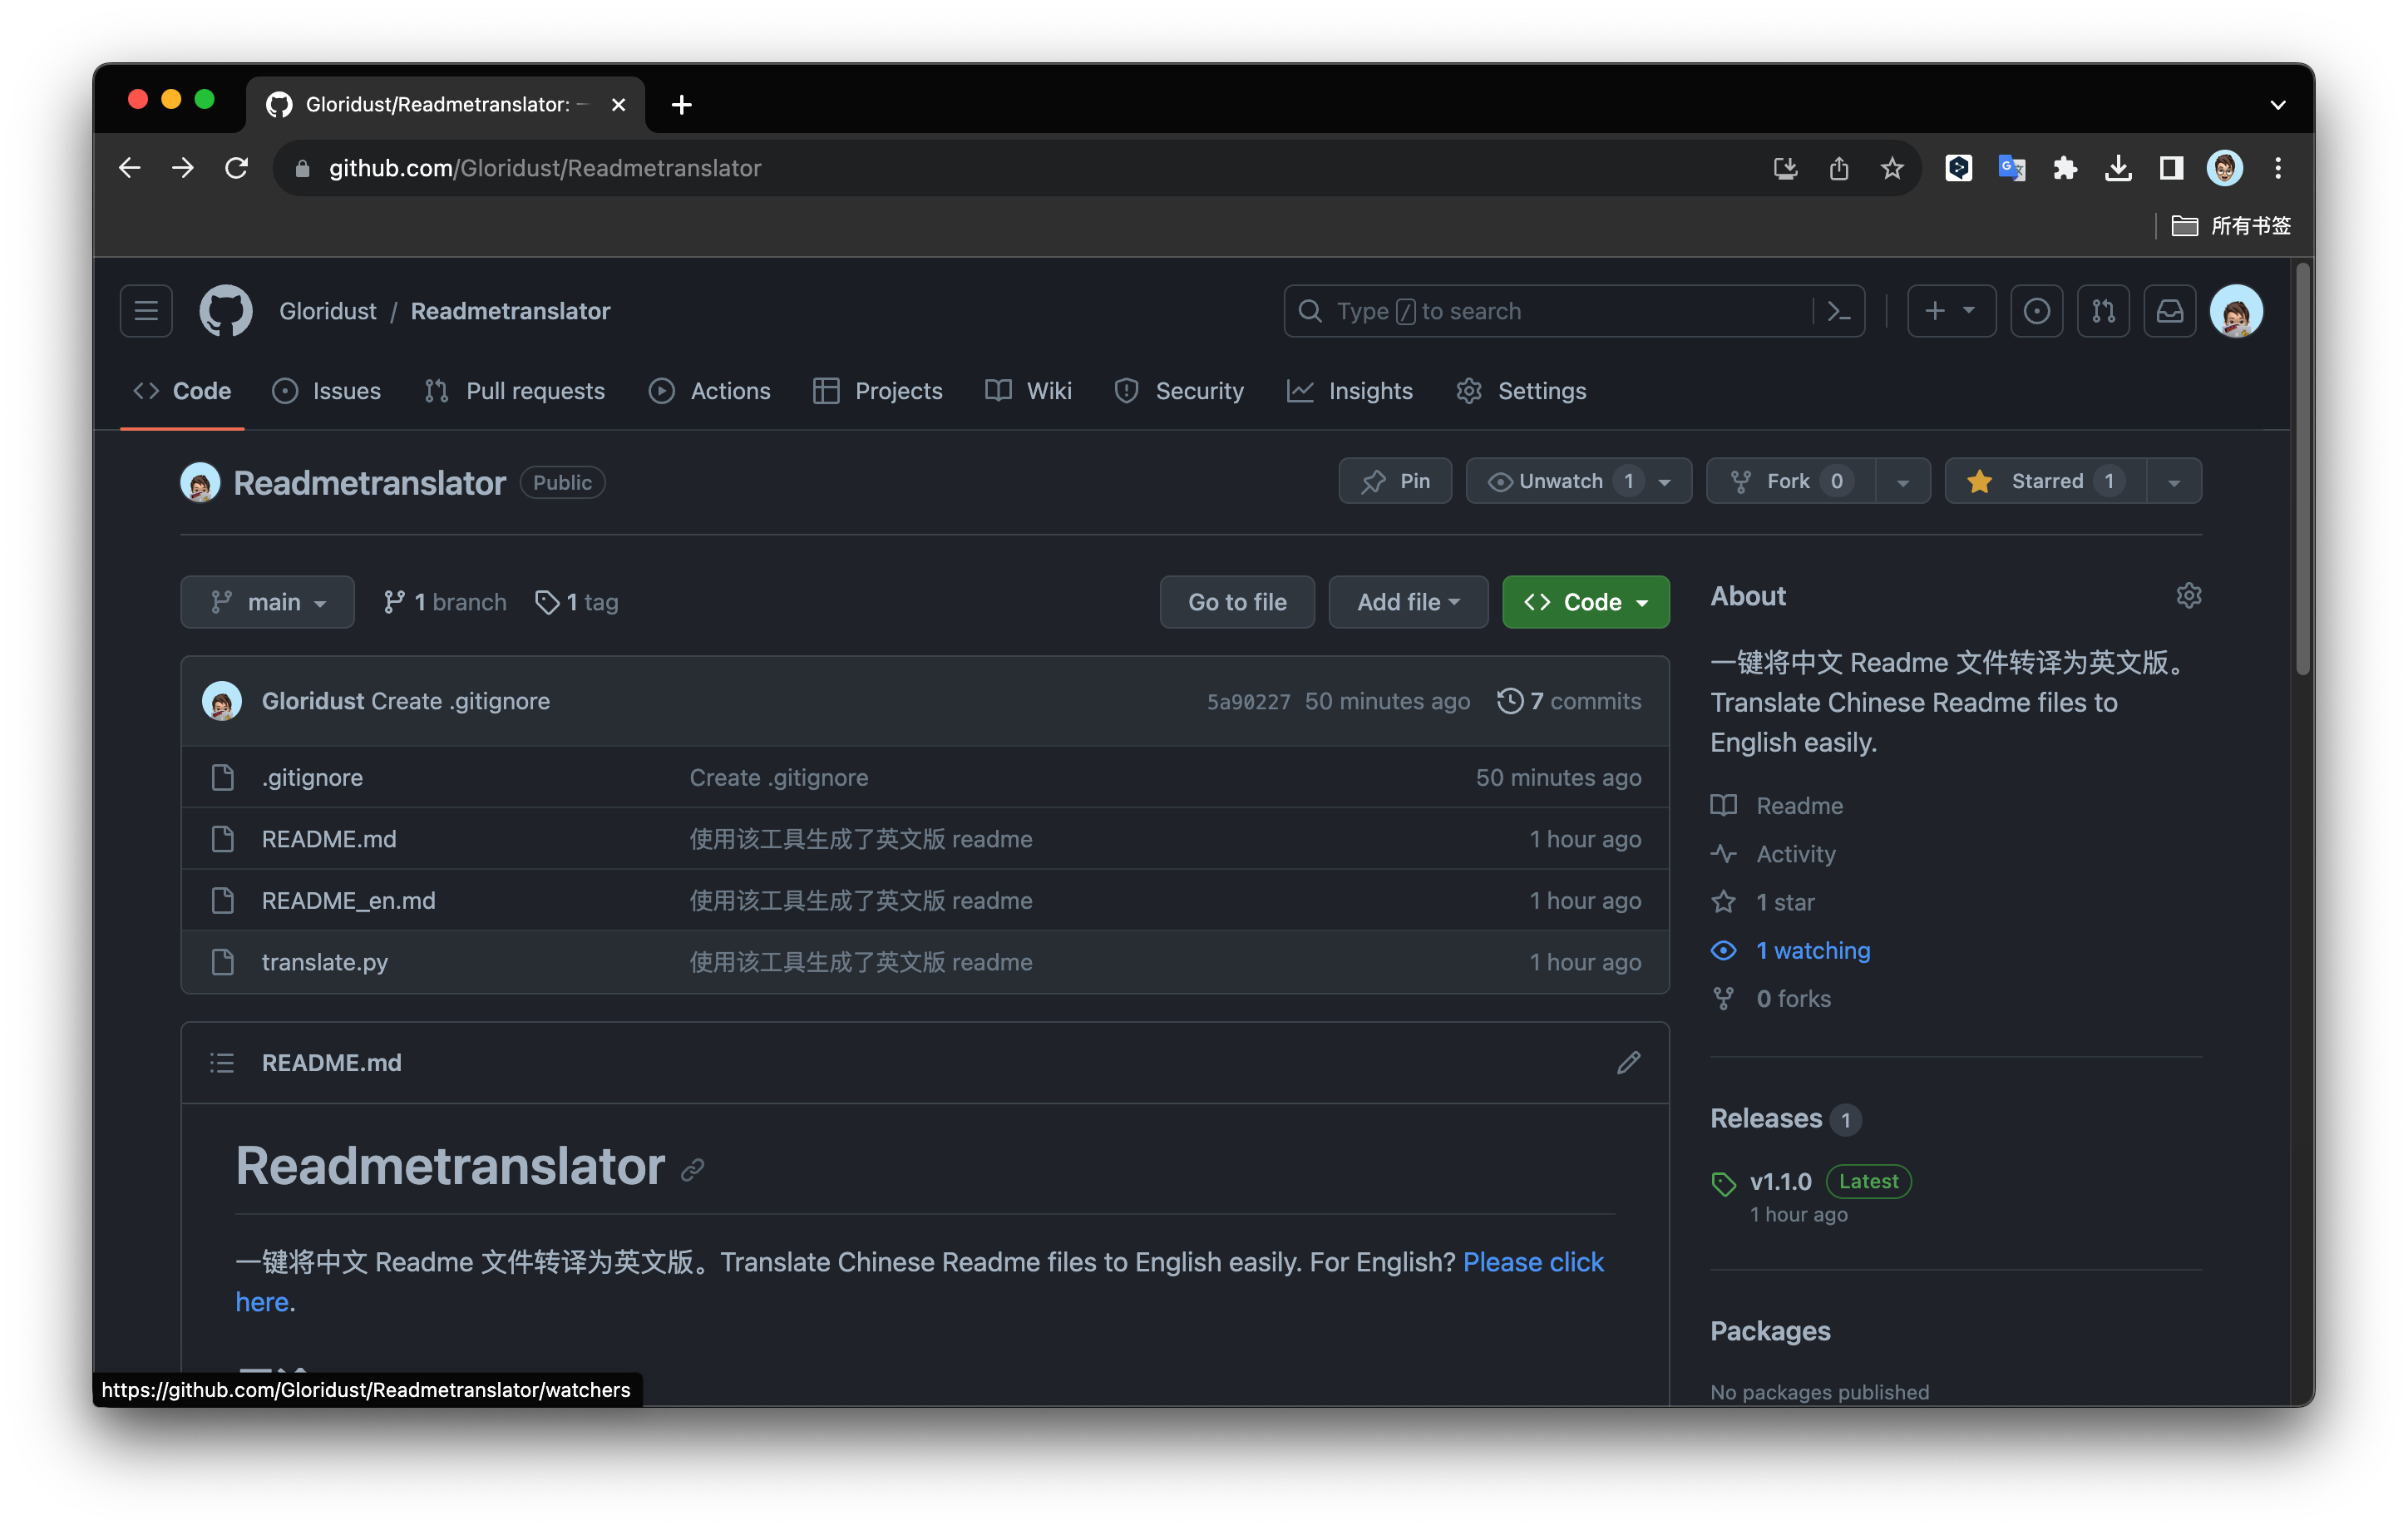 Gloridust/Readmetranslator: 一
github.com/Gloridust/Readmetranslator
所有书签
Gloridust / Readmetranslator
Type / to search
Code Issues Pull requests Actions Projects Wiki Security Insights Settings
Readmetranslator Public
Pin Unwatch 1 Fork 0 Starred 1
main 1 branch 1 tag
Go to file Add file Code
Gloridust Create .gitignore 5a90227 50 minutes ago 7 commits
.gitignore Create .gitignore 50 minutes ago
README.md 使用该工具生成了英文版 readme 1 hour ago
README_en.md 使用该工具生成了英文版 readme 1 hour ago
translate.py 使用该工具生成了英文版 readme 1 hour ago
README.md
Readmetranslator
一键将中文 Readme 文件转译为英文版。Translate Chinese Readme files to English easily. For English? Please click
here.
About
一键将中文 Readme 文件转译为英文版。
Translate Chinese Readme files to
English easily.
Readme
Activity
1 star
1 watching
0 forks
Releases 1
v1.1.0 Latest
1 hour ago
Packages
No packages published
https://github.com/Gloridust/Readmetranslator/watchers